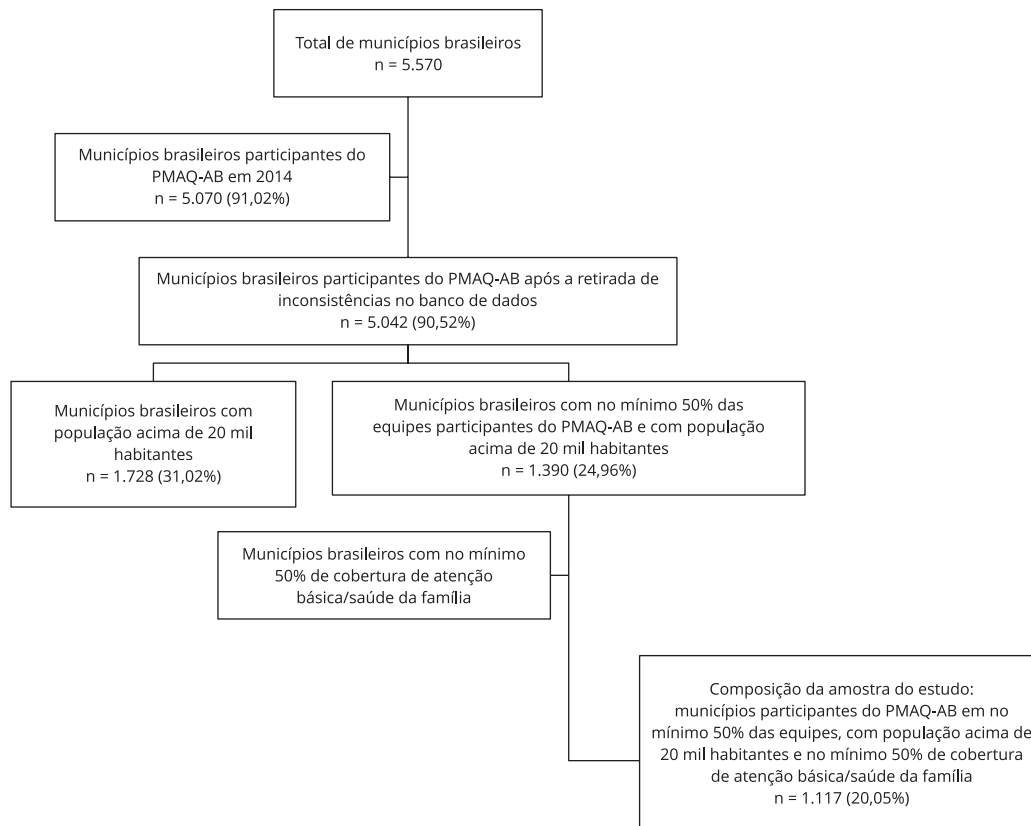 Total de municípios brasileiros
n = 5.570
Municípios brasileiros participantes do
PMAQ-AB em 2014
n = 5.070 (91,02%)
Municípios brasileiros participantes do PMAQ-AB após a retirada de
inconsistências no banco de dados
n = 5.042 (90,52%)
Municípios brasileiros com
população acima de 20 mil
habitantes
n = 1.728 (31,02%)
Municípios brasileiros com no mínimo 50% das
equipes participantes do PMAQ-AB e com população
acima de 20 mil habitantes
n = 1.390 (24,96%)
Municípios brasileiros com no mínimo
50% de cobertura de atenção
básica/saúde da família
Composição da amostra do estudo:
municípios participantes do PMAQ-AB em no
mínimo 50% das equipes, com população acima de
20 mil habitantes e no mínimo 50% de cobertura
de atenção básica/saúde da família
n = 1.117 (20,05%)